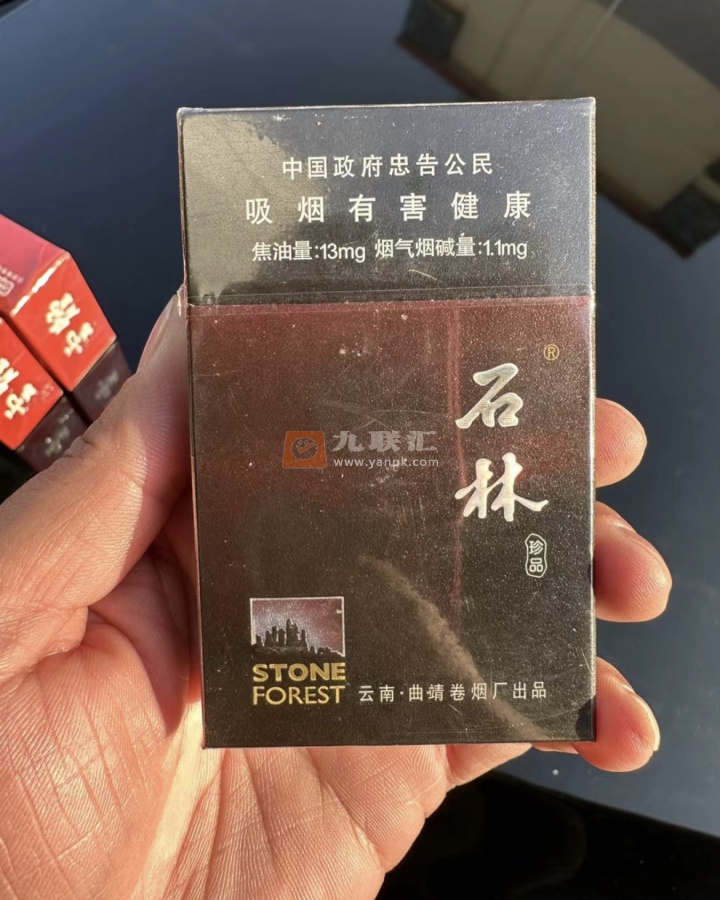 中国政府忠告公民
吸烟有害健康
焦油量:13mg 烟气烟碱量:1.1mg
®
石林
珍品
九联汇
www.yanpk.com
STONE
FOREST
云南·曲靖卷烟厂出品